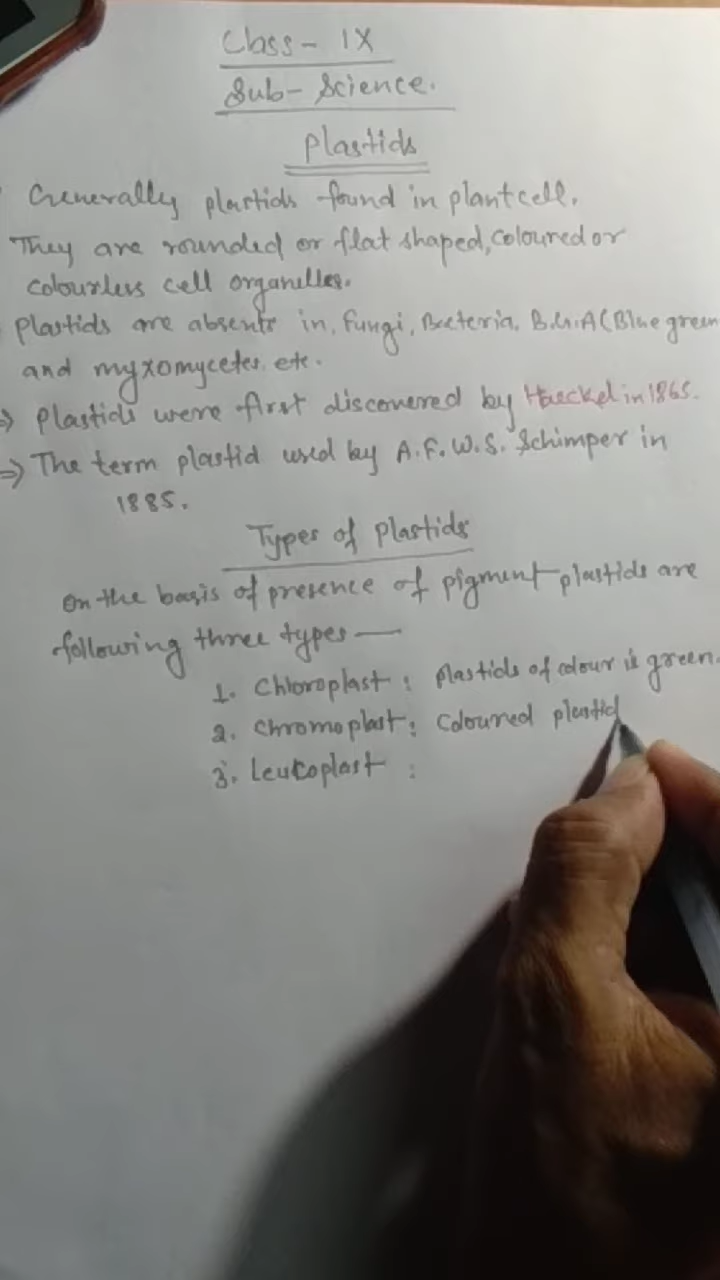 Class - IX
Sub - Science.
Plastids
Generally plastids found in plant cell.
They are rounded or flat shaped, coloured or
colourless cell organelles.
Plastids are absents in, fungi, Bacteria, B.G.A (Blue green
and myxomycetes. etc.
=> Plastids were first discovered by Haeckel in 1865.
=> The term plastid used by A.F.W.S. Schimper in
1885.
Types of Plastids
On the basis of presence of pigment plastids are
following three types —
1. Chloroplast : Plastids of colour is green.
2. Chromoplast : Coloured plastid
3. Leucoplast :